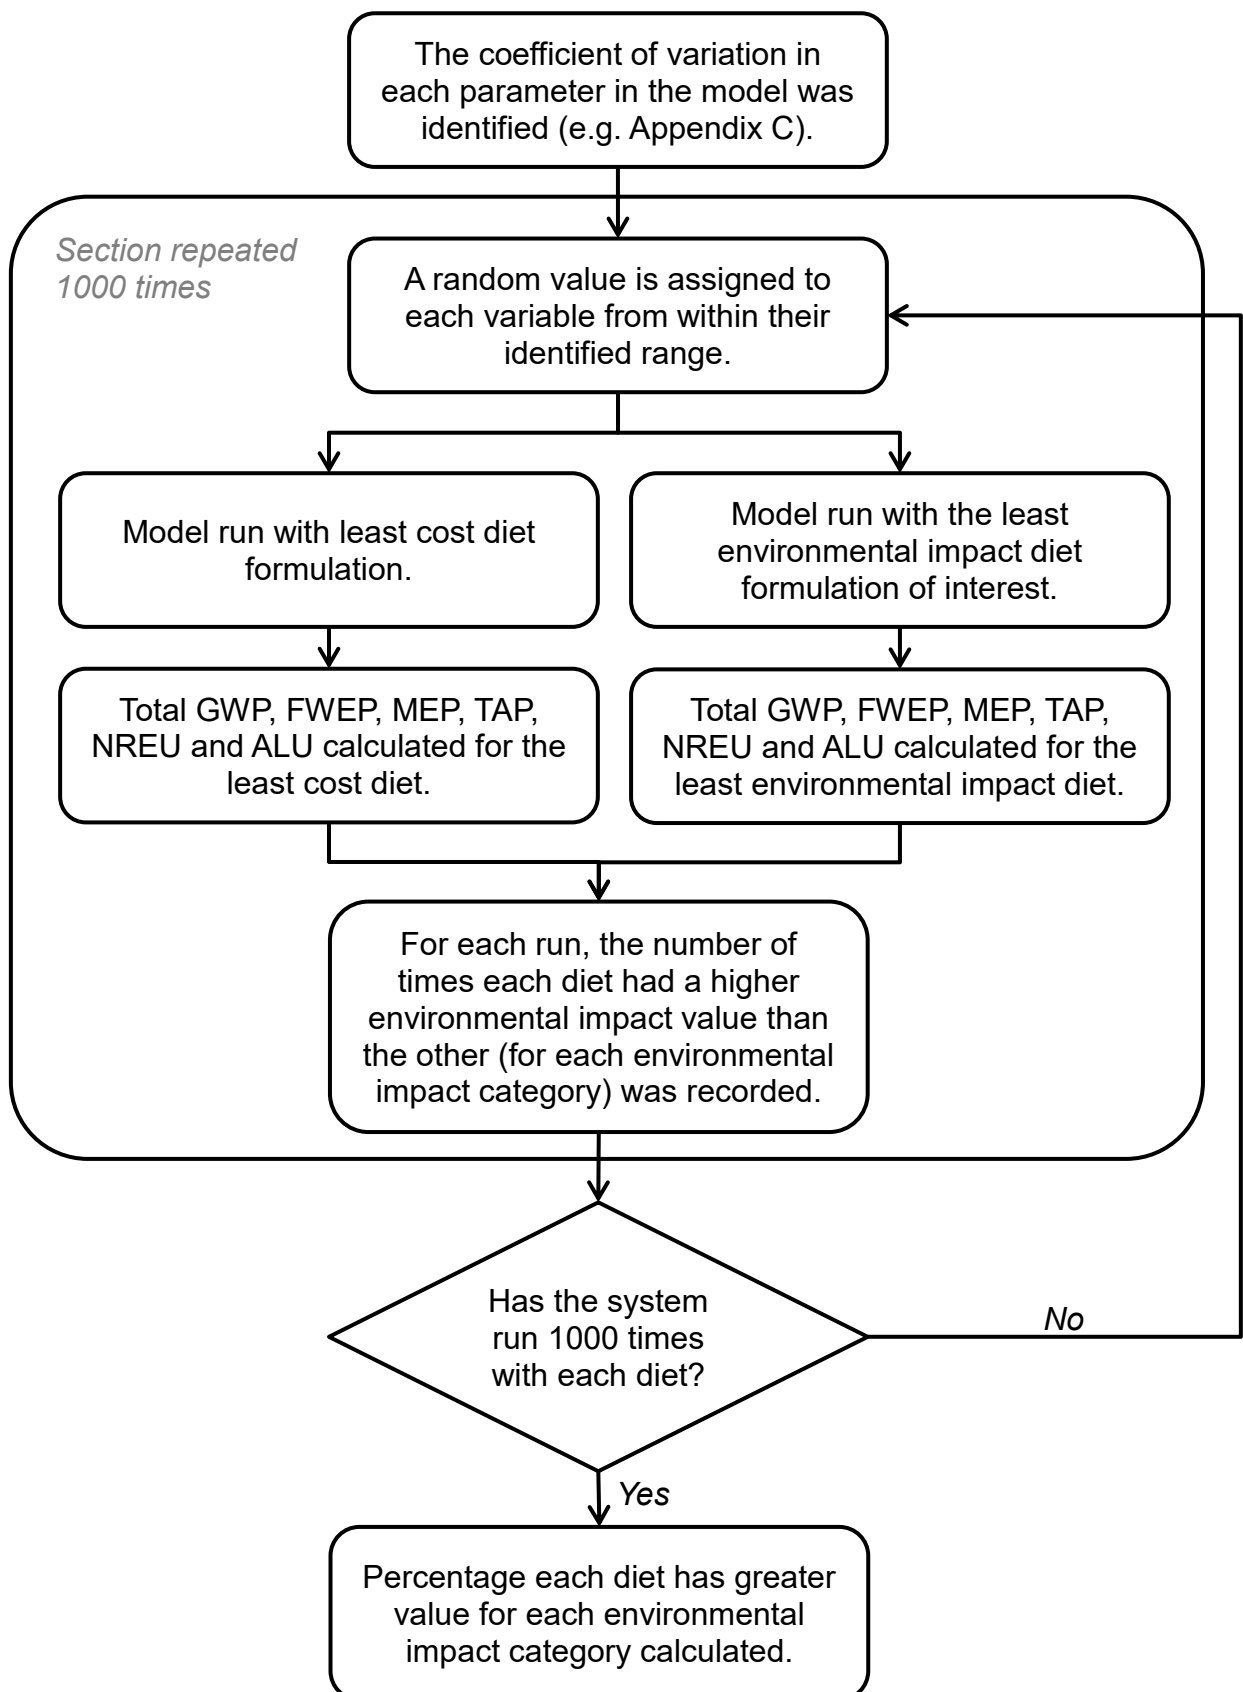 The coefficient of variation in
each parameter in the model was
identified (e.g. Appendix C).
Section repeated
1000 times
A random value is assigned to
each variable from within their
identified range.
Model run with least cost diet
formulation.
Model run with the least
environmental impact diet
formulation of interest.
Total GWP, FWEP, MEP, TAP,
NREU and ALU calculated for the
least cost diet.
Total GWP, FWEP, MEP, TAP,
NREU and ALU calculated for the
least environmental impact diet.
For each run, the number of
times each diet had a higher
environmental impact value than
the other (for each environmental
impact category) was recorded.
Has the system
run 1000 times
with each diet?
No
Yes
Percentage each diet has greater
value for each environmental
impact category calculated.